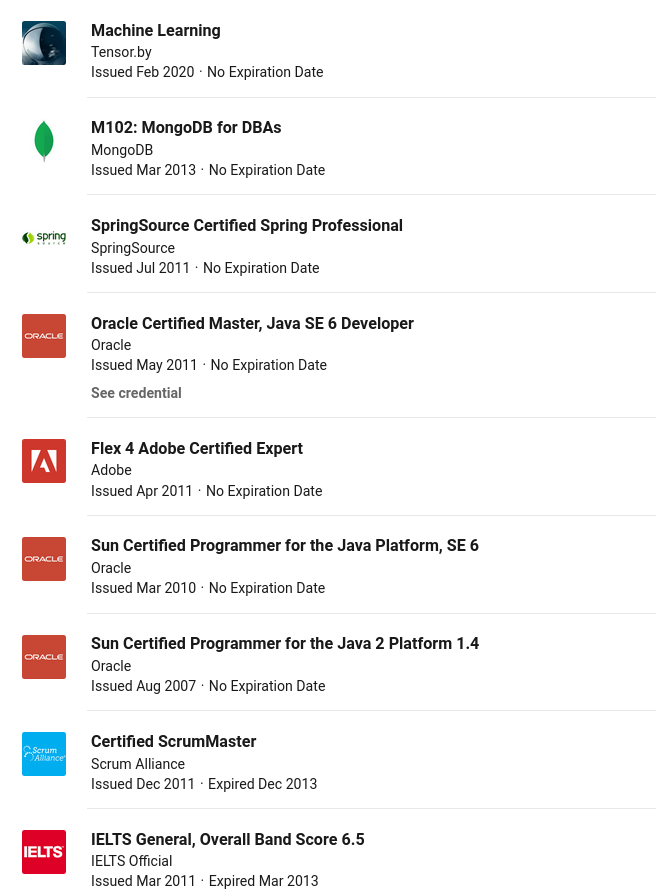 Machine Learning
Tensor.by
Issued Feb 2020 · No Expiration Date
M102: MongoDB for DBAs
MongoDB
Issued Mar 2013 · No Expiration Date
spring
SpringSource Certified Spring Professional
SpringSource
Issued Jul 2011 · No Expiration Date
ORACLE
Oracle Certified Master, Java SE 6 Developer
Oracle
Issued May 2011 · No Expiration Date
See credential
Flex 4 Adobe Certified Expert
Adobe
Issued Apr 2011 · No Expiration Date
ORACLE
Sun Certified Programmer for the Java Platform, SE 6
Oracle
Issued Mar 2010 · No Expiration Date
ORACLE
Sun Certified Programmer for the Java 2 Platform 1.4
Oracle
Issued Aug 2007 · No Expiration Date
Scrum
Alliance
Certified ScrumMaster
Scrum Alliance
Issued Dec 2011 · Expired Dec 2013
IELTS
IELTS General, Overall Band Score 6.5
IELTS Official
Issued Mar 2011 · Expired Mar 2013